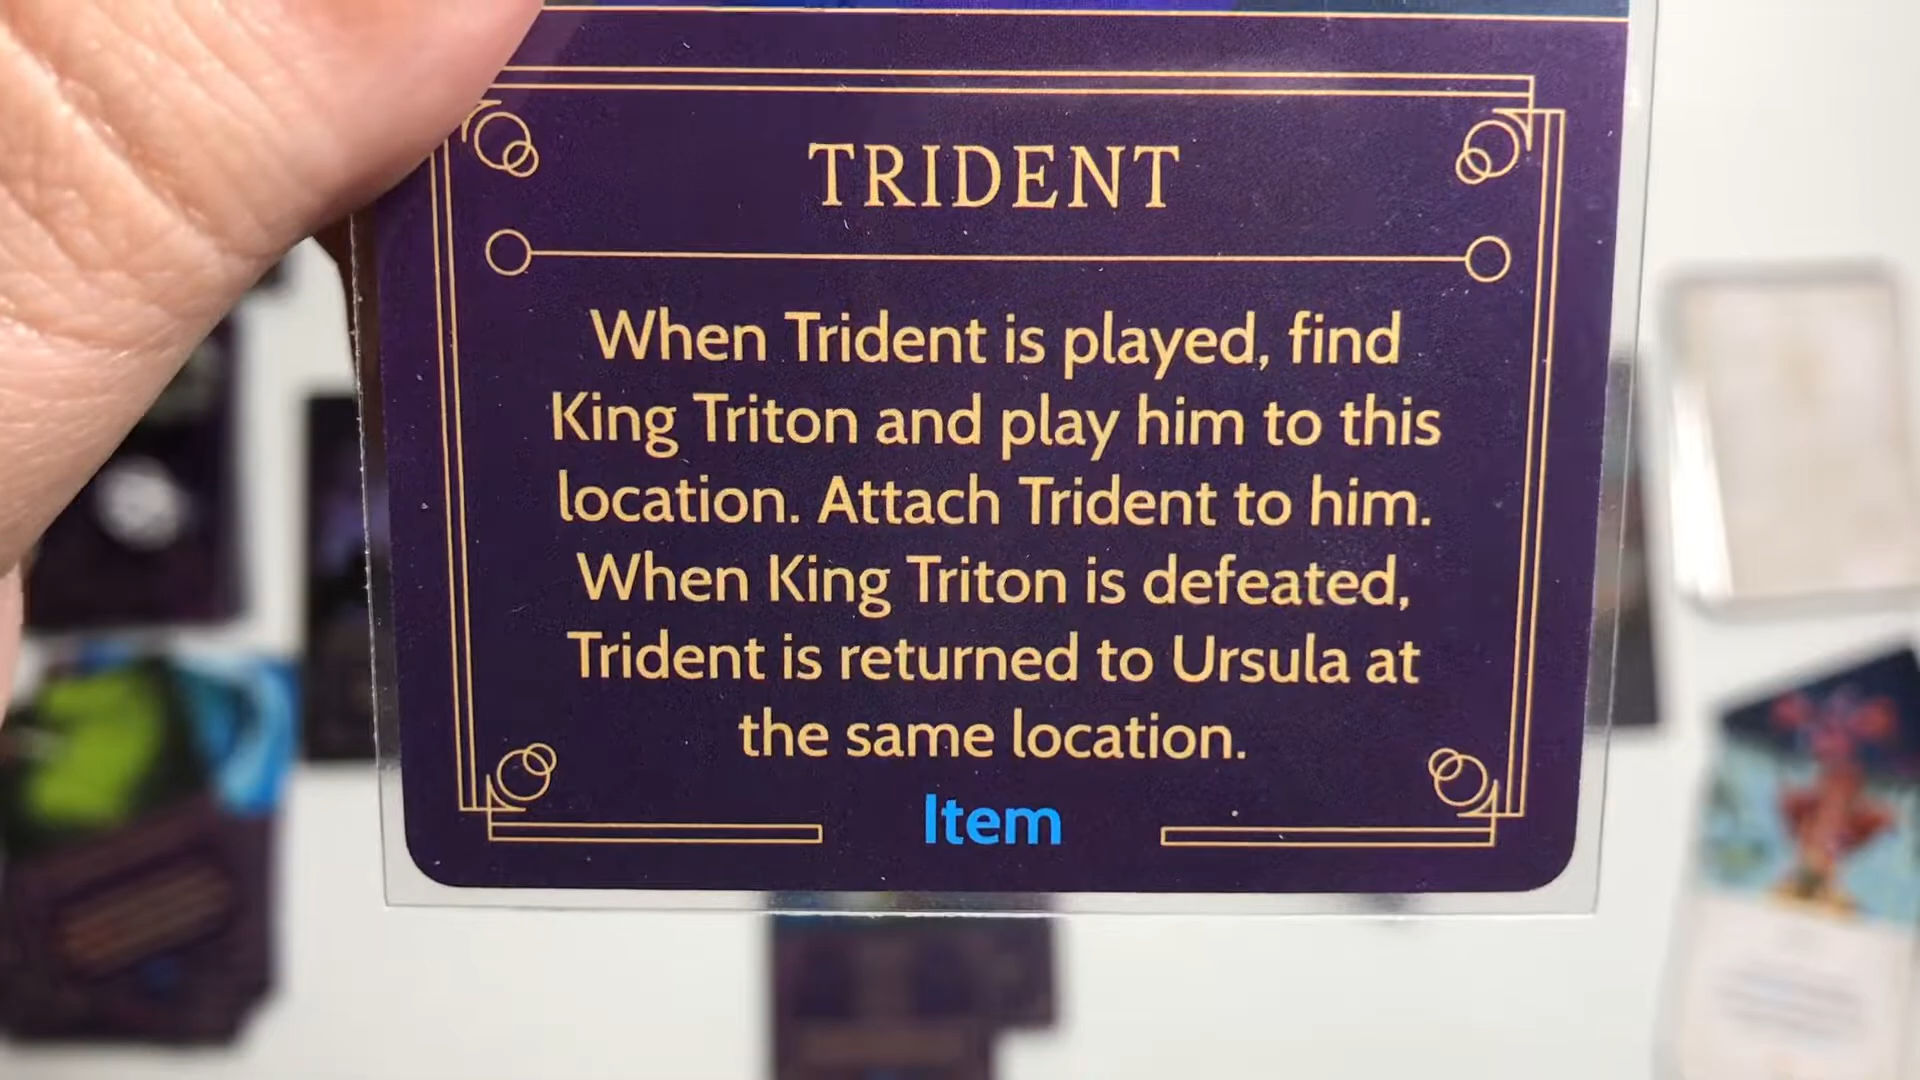 TRIDENT
When Trident is played, find
King Triton and play him to this
location. Attach Trident to him.
When King Triton is defeated,
Trident is returned to Ursula at
the same location.
Item